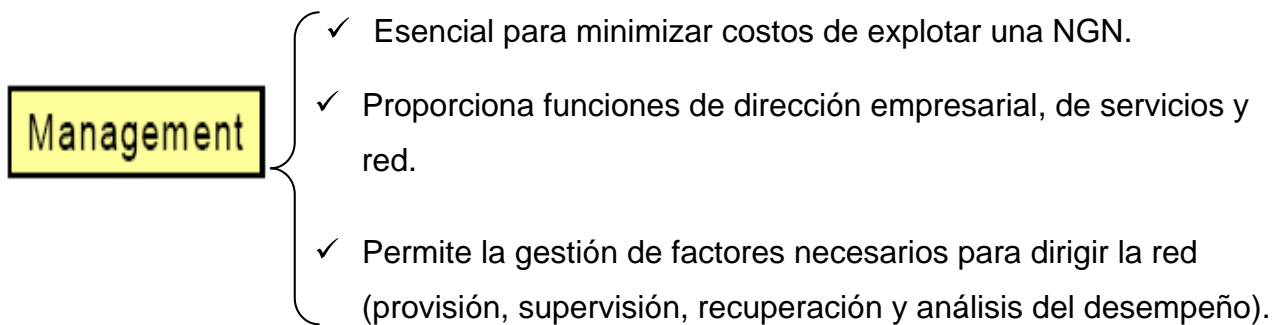 Management
✓ Esencial para minimizar costos de explotar una NGN.
✓ Proporciona funciones de dirección empresarial, de servicios y
red.
✓ Permite la gestión de factores necesarios para dirigir la red
(provisión, supervisión, recuperación y análisis del desempeño).